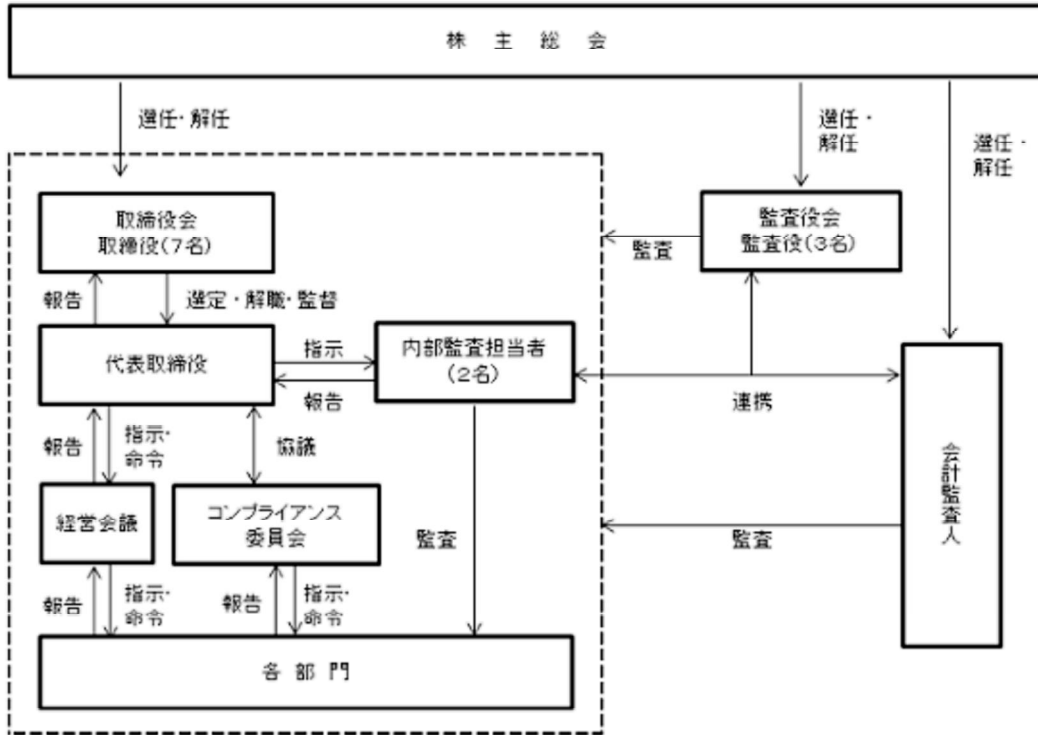 株 主 総 会
選任・解任
選任・
解任
選任・
解任
取締役会
取締役(7名)
監査役会
監査役(3名)
監査
報告
選定・解職・監督
代表取締役
指示
報告
内部監査担当者
(2名)
連携
報告
指示・
命令
協議
会計監査人
経営会議
コンプライアンス
委員会
監査
監査
報告
指示・
命令
報告
指示・
命令
各 部 門